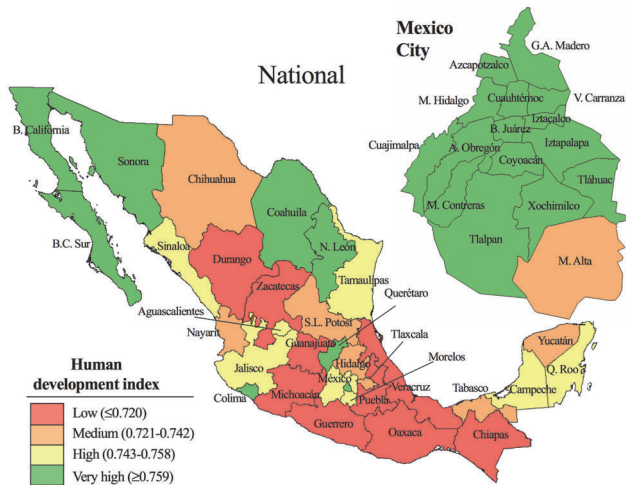 National
Mexico
City
G.A. Madero
Azcapotzalco
M. Hidalgo
Cuauhtémoc
V. Carranza
Iztacalco
B. Juárez
Cuajimalpa
A. Obregón
Iztapalapa
Coyoacán
Tláhuac
M. Contreras
Xochimilco
Tlalpan
M. Alta
B. California
Sonora
Chihuahua
Coahuila
B.C. Sur
Sinaloa
N. León
Durango
Tamaulipas
Zacatecas
Querétaro
Aguascalientes
S.L. Potosí
Nayarit
Tlaxcala
Guanajuato
Hidalgo
Morelos
Yucatán
Jalisco
México
Q. Roo
Tabasco
Campeche
Colima
Michoacán
Puebla
Veracruz
Guerrero
Oaxaca
Chiapas
Human
development index
Low (≤0.720)
Medium (0.721-0.742)
High (0.743-0.758)
Very high (≥0.759)